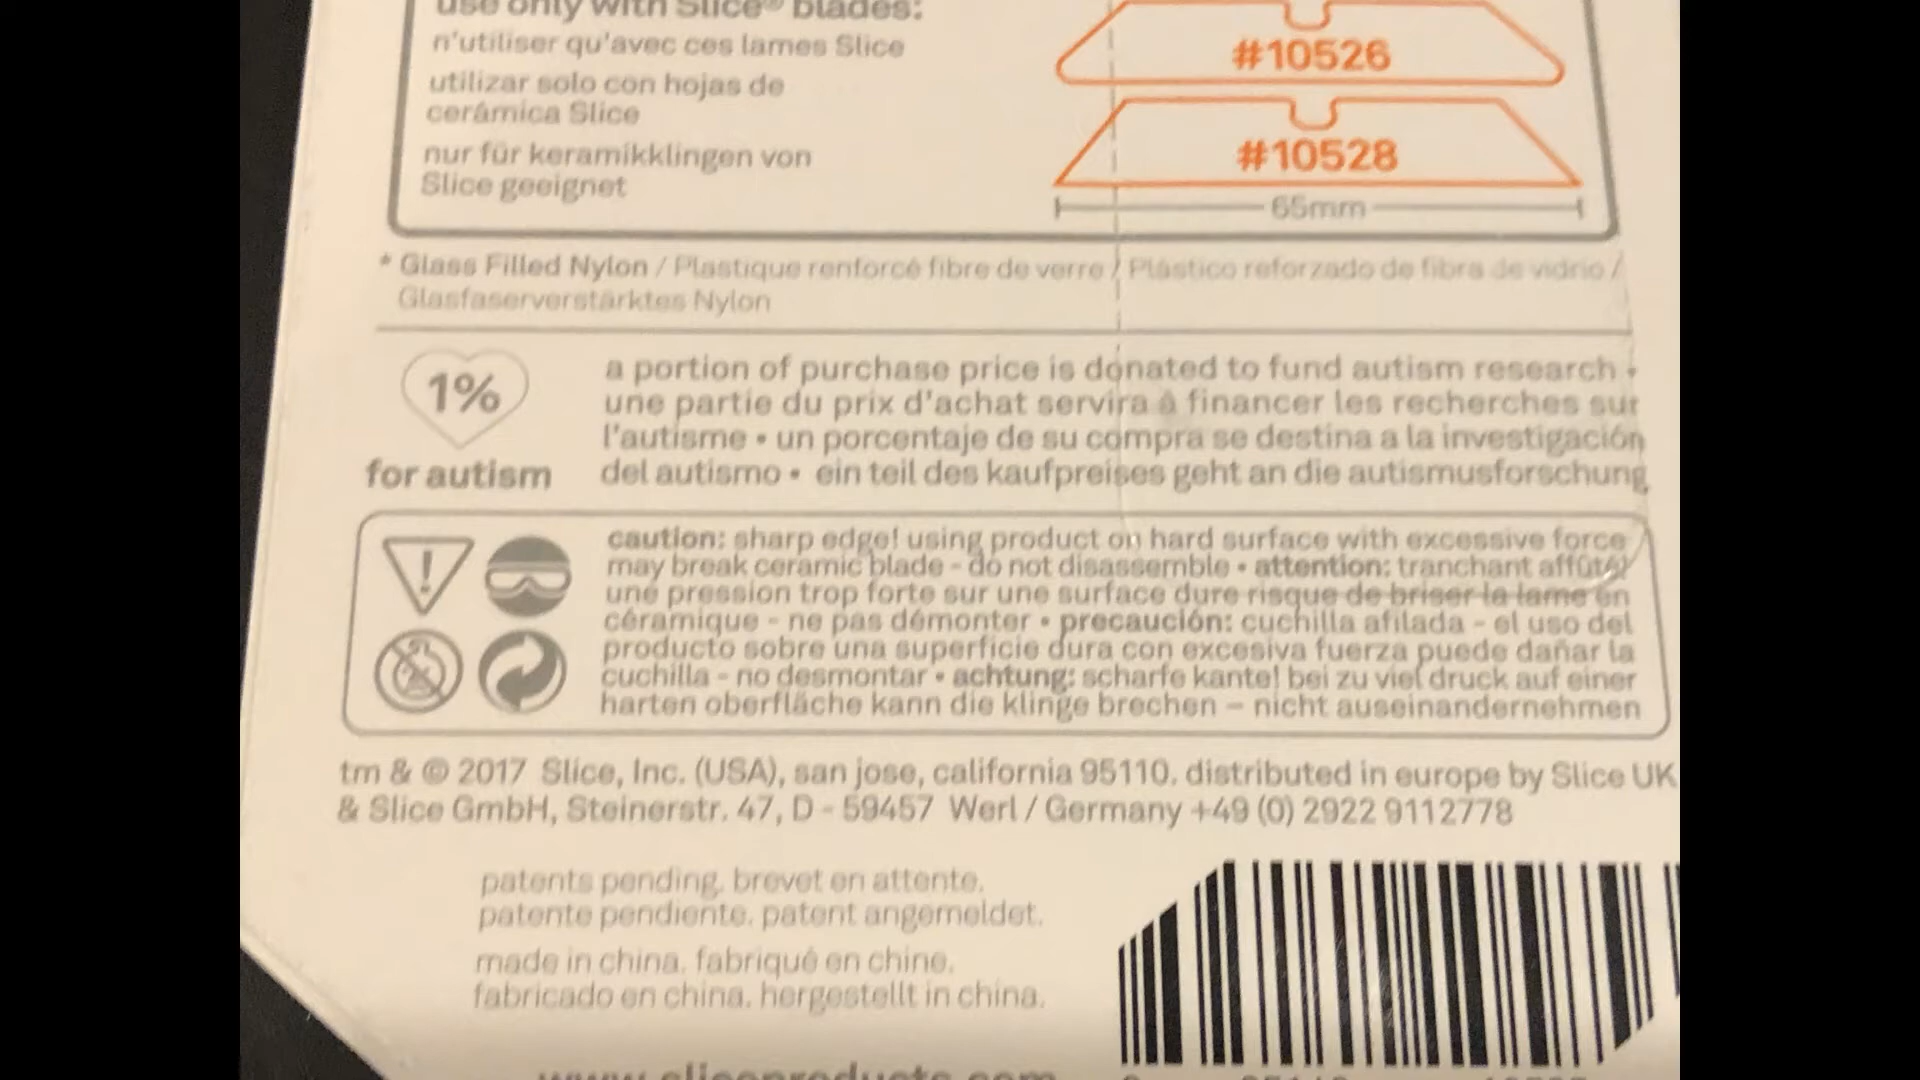 use only with Slice® blades:
n'utiliser qu'avec ces lames Slice
utilizar solo con hojas de
cerámica Slice
nur für keramikklingen von
Slice geeignet
#10526
#10528
65mm
* Glass Filled Nylon / Plastique renforcé fibre de verre / Plástico reforzado de fibra de vidrio /
Glasfaserverstärktes Nylon
1%
for autism
a portion of purchase price is donated to fund autism research •
une partie du prix d'achat servira à financer les recherches sur
l'autisme • un porcentaje de su compra se destina a la investigación
del autismo • ein teil des kaufpreises geht an die autismusforschung
caution: sharp edge! using product on hard surface with excessive force
may break ceramic blade - do not disassemble • attention: tranchant affûté!
une pression trop forte sur une surface dure risque de briser la lame en
céramique - ne pas démonter • precaución: cuchilla afilada - el uso del
producto sobre una superficie dura con excesiva fuerza puede dañar la
cuchilla - no desmontar • achtung: scharfe kante! bei zu viel druck auf einer
harten oberfläche kann die klinge brechen – nicht auseinandernehmen
tm & © 2017 Slice, Inc. (USA), san jose, california 95110. distributed in europe by Slice UK
& Slice GmbH, Steinerstr. 47, D - 59457 Werl / Germany +49 (0) 2922 9112778
patents pending. brevet en attente.
patente pendiente. patent angemeldet.
made in china. fabriqué en chine.
fabricado en china. hergestellt in china.
www.sliceproducts.com